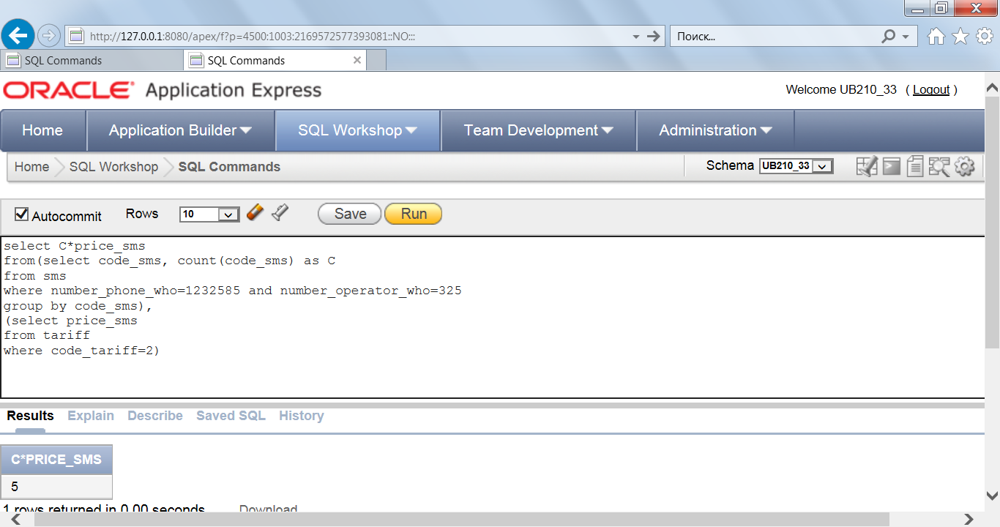 http://127.0.0.1:8080/apex/f?p=4500:1003:2169572577393081::NO:::
Поиск...
SQL Commands
SQL Commands
ORACLE Application Express
Welcome UB210_33 ( Logout )
Home
Application Builder
SQL Workshop
Team Development
Administration
Home
SQL Workshop
SQL Commands
Schema
UB210_33
Autocommit
Rows
10
Save
Run
select C*price_sms
from(select code_sms, count(code_sms) as C
from sms
where number_phone_who=1232585 and number_operator_who=325
group by code_sms),
(select price_sms
from tariff
where code_tariff=2)
Results
Explain
Describe
Saved SQL
History
C*PRICE_SMS
5
1 rows returned in 0.00 seconds
Download